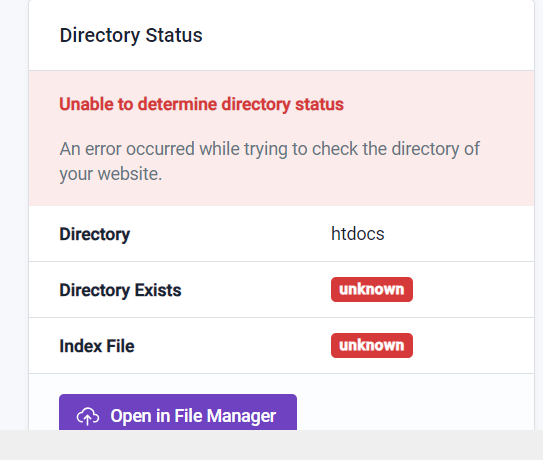 Directory Status
Unable to determine directory status
An error occurred while trying to check the directory of
your website.
Directory htdocs
Directory Exists unknown
Index File unknown
Open in File Manager